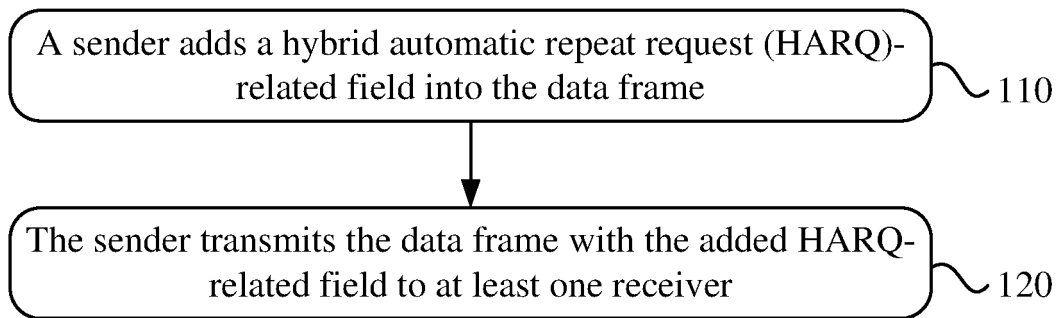 A sender adds a hybrid automatic repeat request (HARQ)-
related field into the data frame
110
The sender transmits the data frame with the added HARQ-
related field to at least one receiver
120